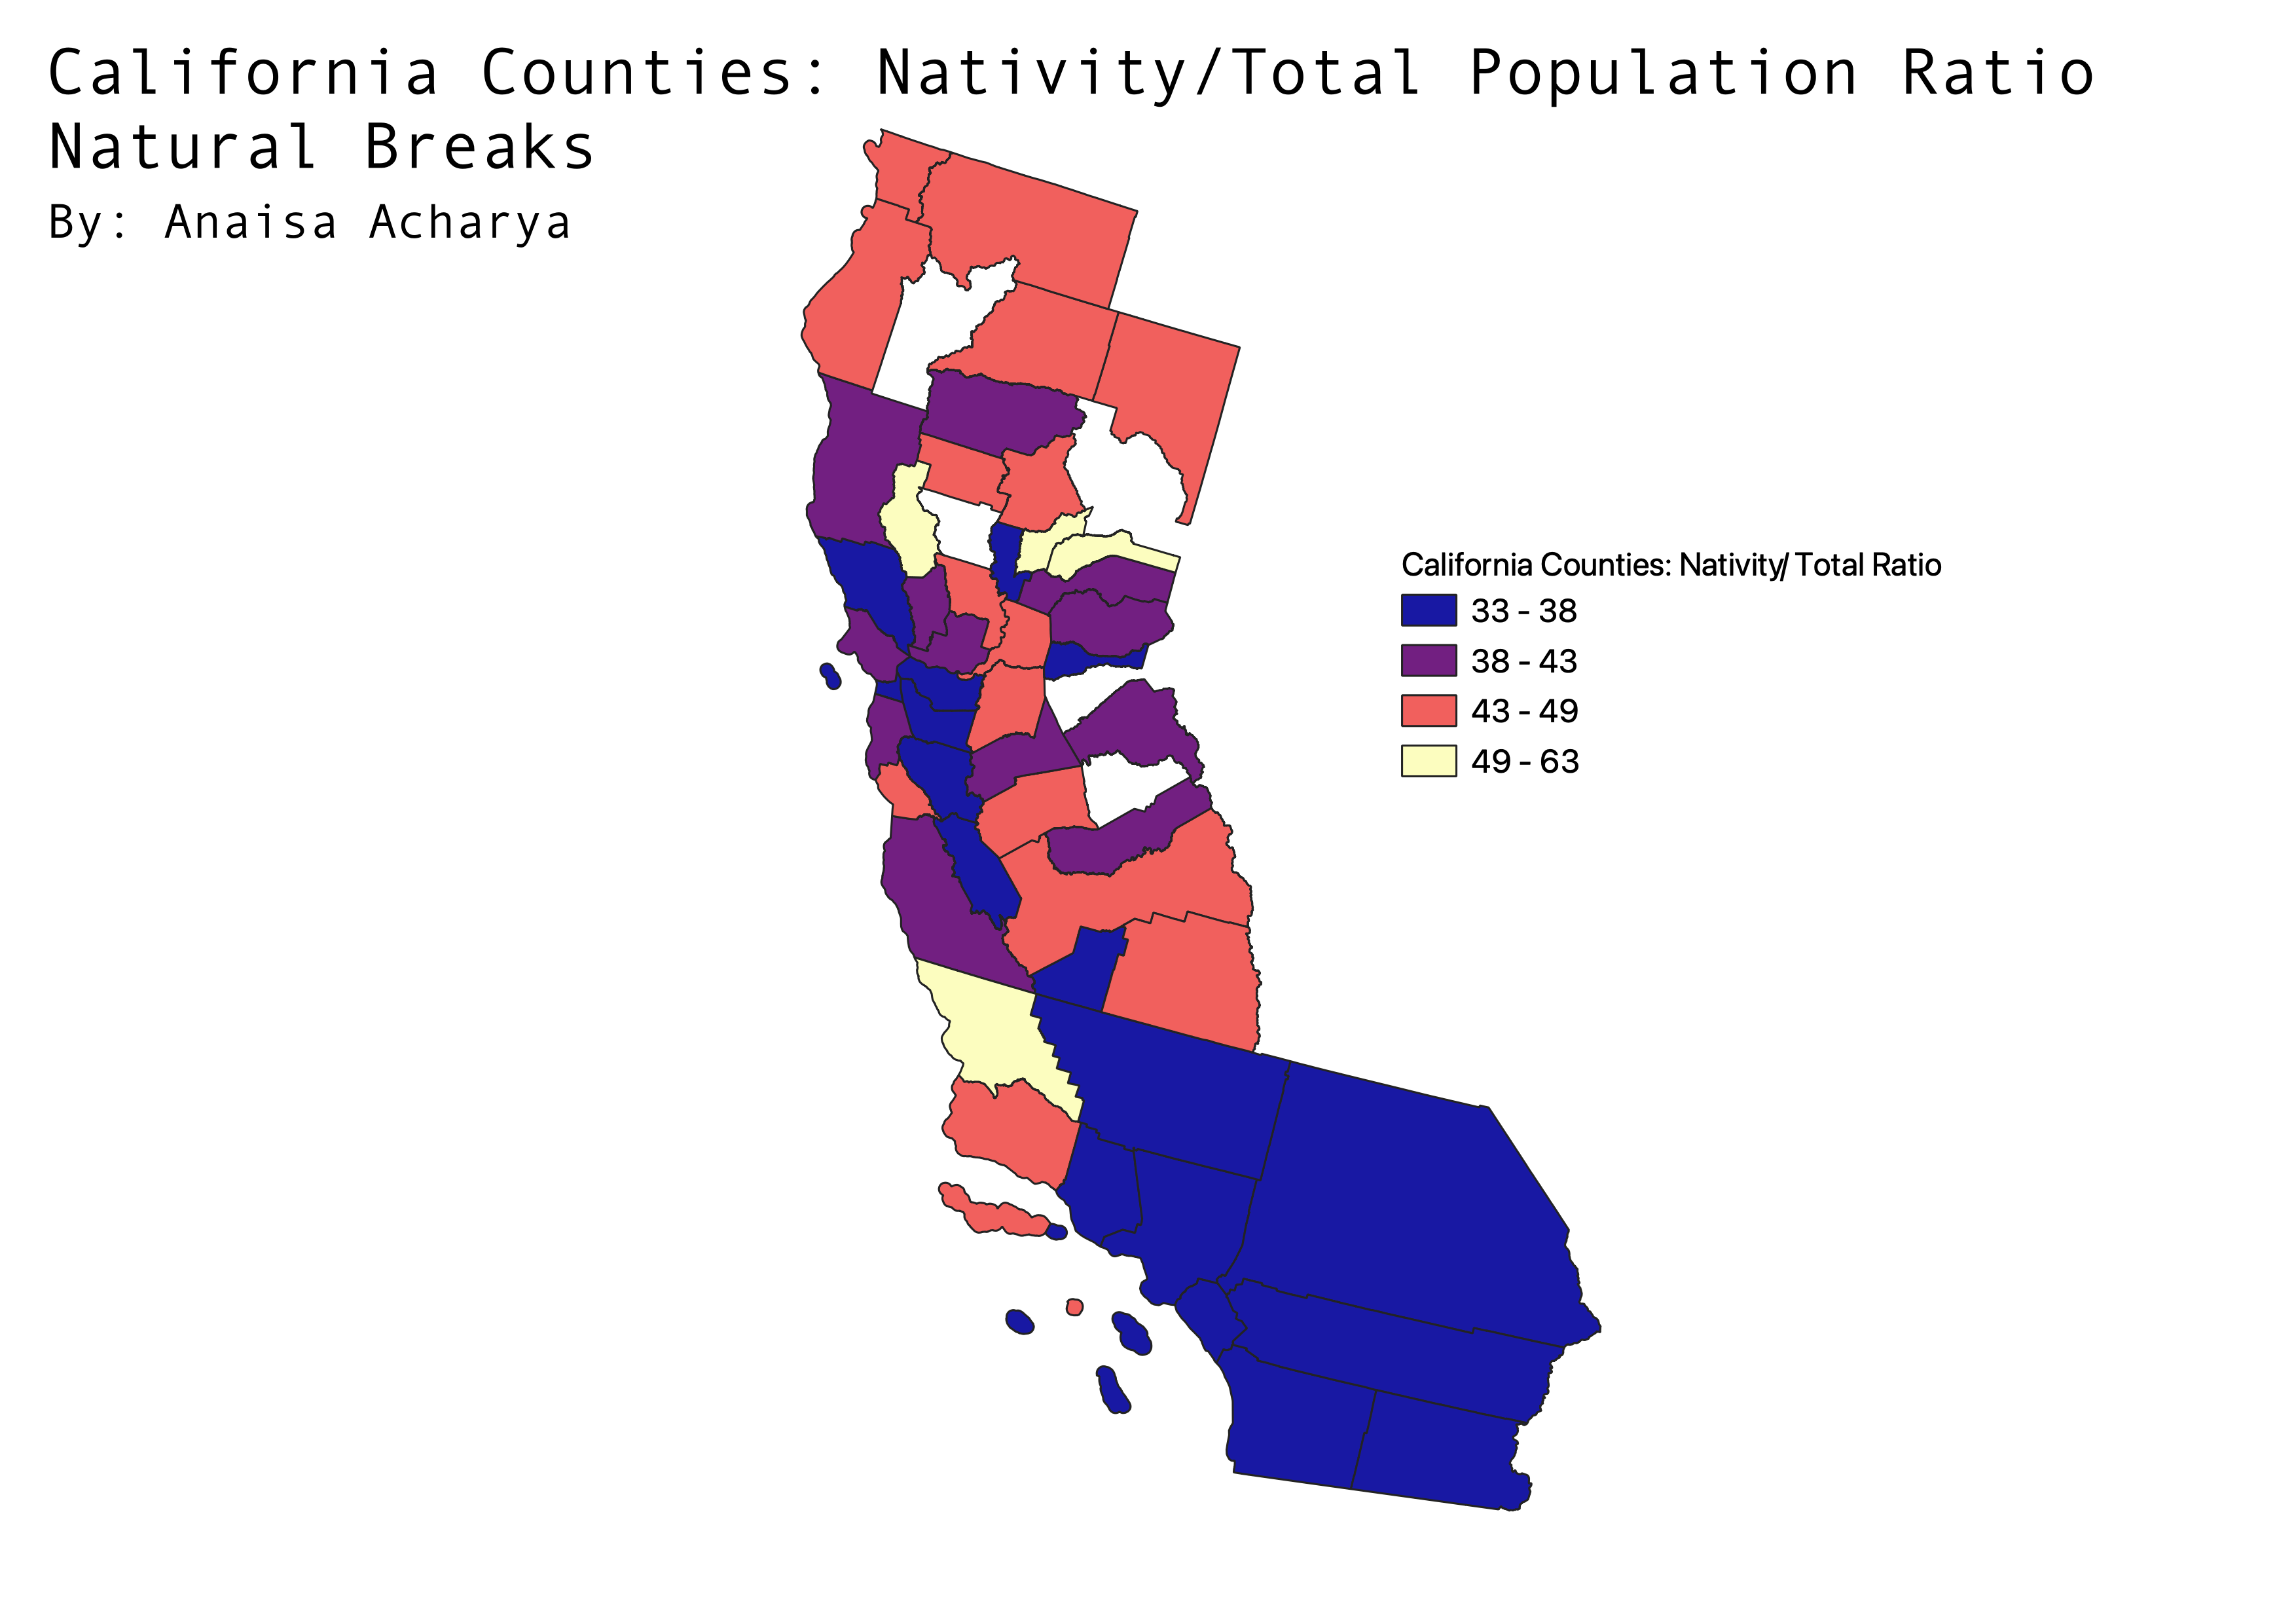 California Counties: Nativity/Total Population Ratio
Natural Breaks
By: Anaisa Acharya
California Counties: Nativity/ Total Ratio
33 - 38
38 - 43
43 - 49
49 - 63